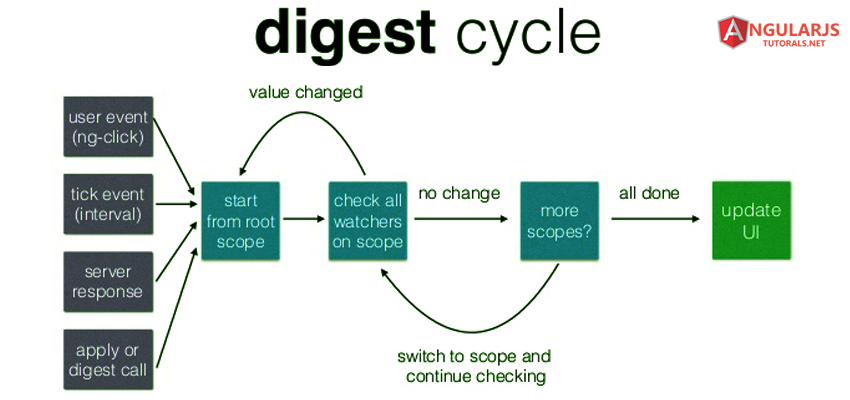 digest cycle
ANGULARJS
TUTORALS.NET
value changed
user event
(ng-click)
tick event
(interval)
server
response
apply or
digest call
start
from root
scope
check all
watchers
on scope
no change
more
scopes?
all done
update
UI
switch to scope and
continue checking